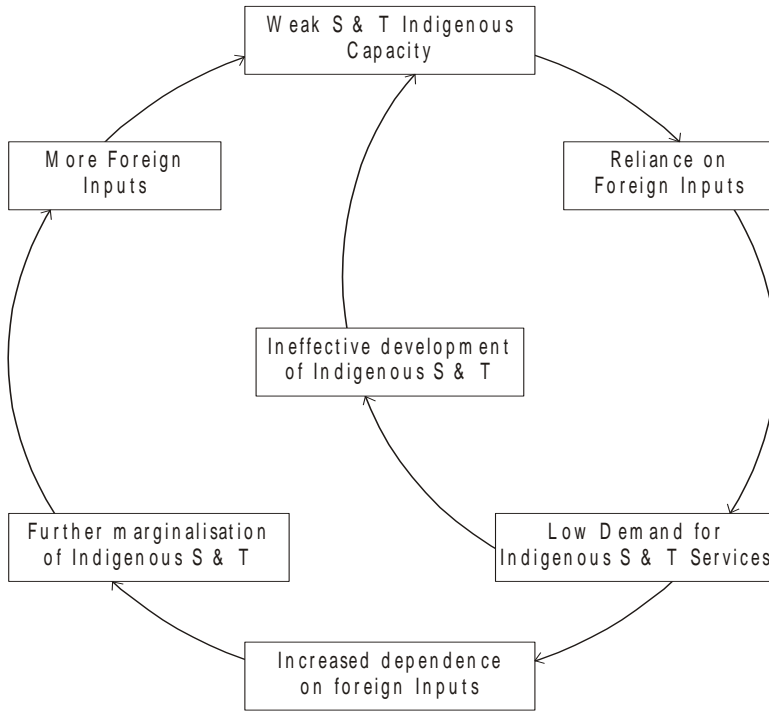 Weak S & T Indigenous
Capacity
More Foreign
Inputs
Reliance on
Foreign Inputs
Ineffective development
of Indigenous S & T
Further marginalisation
of Indigenous S & T
Low Demand for
Indigenous S & T Services
Increased dependence
on foreign Inputs